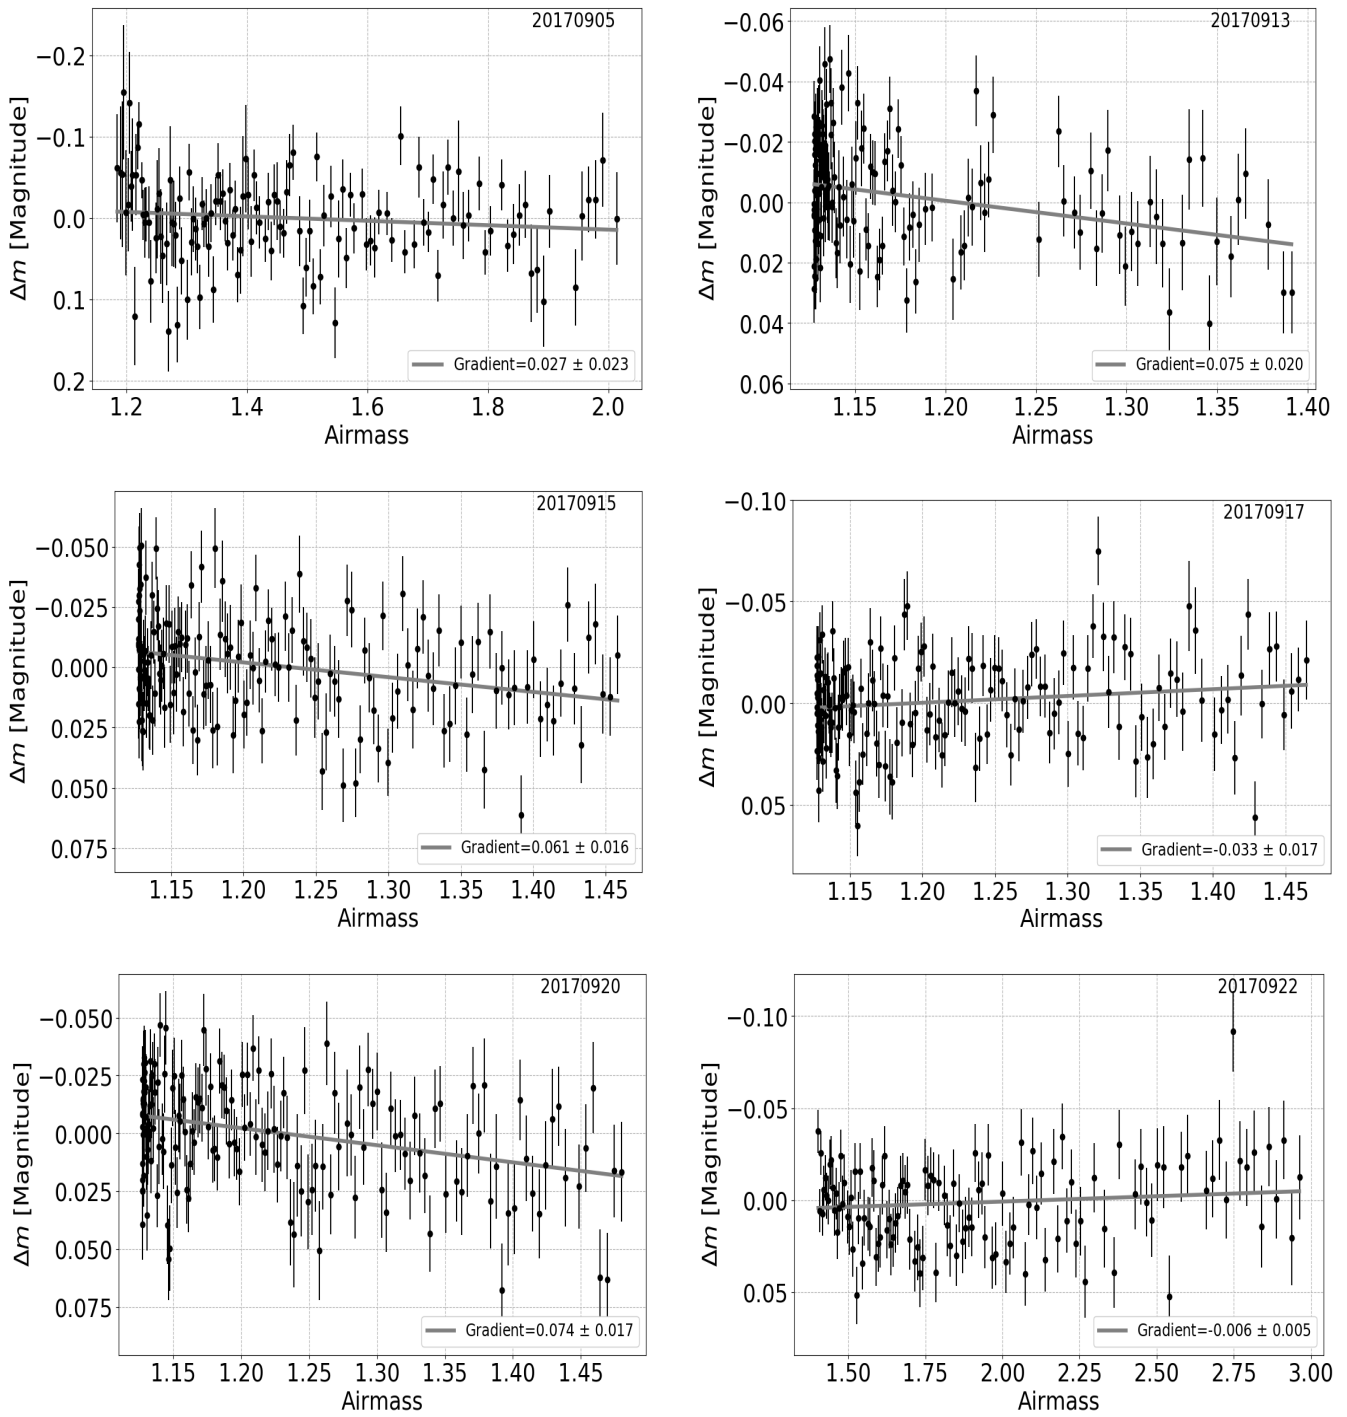 20170905
−0.2
−0.1
0.0
0.1
0.2
Δm [Magnitude]
Gradient=0.027 ± 0.023
1.2 1.4 1.6 1.8 2.0
Airmass
20170913
−0.06
−0.04
−0.02
0.00
0.02
0.04
0.06
Δm [Magnitude]
Gradient=0.075 ± 0.020
1.15 1.20 1.25 1.30 1.35 1.40
Airmass
20170915
−0.050
−0.025
0.000
0.025
0.050
0.075
Δm [Magnitude]
Gradient=0.061 ± 0.016
1.15 1.20 1.25 1.30 1.35 1.40 1.45
Airmass
20170917
−0.10
−0.05
0.00
0.05
Δm [Magnitude]
Gradient=-0.033 ± 0.017
1.15 1.20 1.25 1.30 1.35 1.40 1.45
Airmass
20170920
−0.050
−0.025
0.000
0.025
0.050
0.075
Δm [Magnitude]
Gradient=0.074 ± 0.017
1.15 1.20 1.25 1.30 1.35 1.40 1.45
Airmass
20170922
−0.10
−0.05
0.00
0.05
Δm [Magnitude]
Gradient=-0.006 ± 0.005
1.50 1.75 2.00 2.25 2.50 2.75 3.00
Airmass